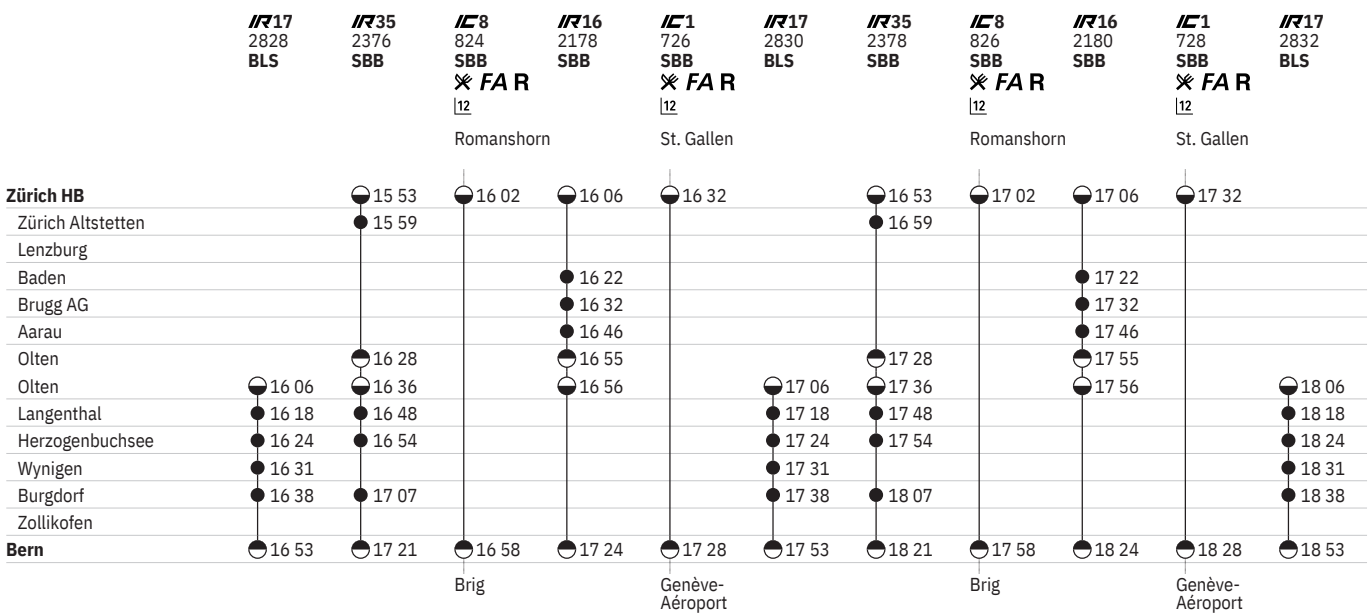 IR17 IR35 IC8 IR16 IC1 IR17 IR35 IC8 IR16 IC1 IR17
2828 2376 824 2178 726 2830 2378 826 2180 728 2832
BLS SBB SBB SBB SBB BLS SBB SBB SBB SBB BLS
FA R FA R FA R FA R
12 12 12 12
Romanshorn St. Gallen Romanshorn St. Gallen
Zürich HB 15 53 16 02 16 06 16 32 16 53 17 02 17 06 17 32
Zürich Altstetten 15 59 16 59
Lenzburg
Baden 16 22 17 22
Brugg AG 16 32 17 32
Aarau 16 46 17 46
Olten 16 28 16 55 17 28 17 55
Olten 16 06 16 36 16 56 17 06 17 36 17 56 18 06
Langenthal 16 18 16 48 17 18 17 48 18 18
Herzogenbuchsee 16 24 16 54 17 24 17 54 18 24
Wynigen 16 31 17 31 18 31
Burgdorf 16 38 17 07 17 38 18 07 18 38
Zollikofen
Bern 16 53 17 21 16 58 17 24 17 28 17 53 18 21 17 58 18 24 18 28 18 53
Brig Genève- Brig Genève-
Aéroport Aéroport